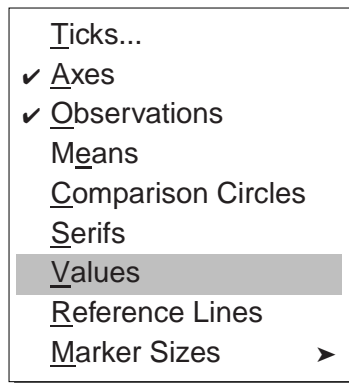 Ticks...
✔ Axes
✔ Observations
Means
Comparison Circles
Serifs
Values
Reference Lines
Marker Sizes ➤